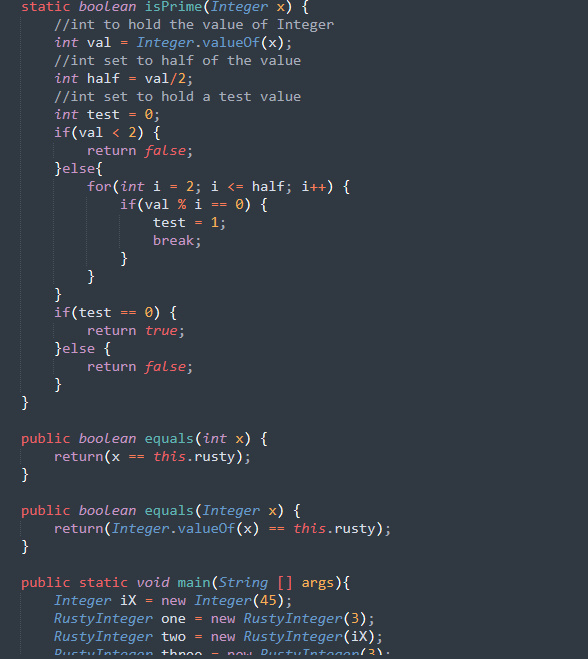 static boolean isPrime(Integer x) {
//int to hold the value of Integer
int val = Integer.valueOf(x);
//int set to half of the value
int half = val/2;
//int set to hold a test value
int test = 0;
if(val < 2) {
return false;
}else{
for(int i = 2; i <= half; i++) {
if(val % i == 0) {
test = 1;
break;
}
}
}
if(test == 0) {
return true;
}else {
return false;
}
}
public boolean equals(int x) {
return(x == this.rusty);
}
public boolean equals(Integer x) {
return(Integer.valueOf(x) == this.rusty);
}
public static void main(String [] args){
Integer iX = new Integer(45);
RustyInteger one = new RustyInteger(3);
RustyInteger two = new RustyInteger(iX);
RustyInteger three = new RustyInteger(3);